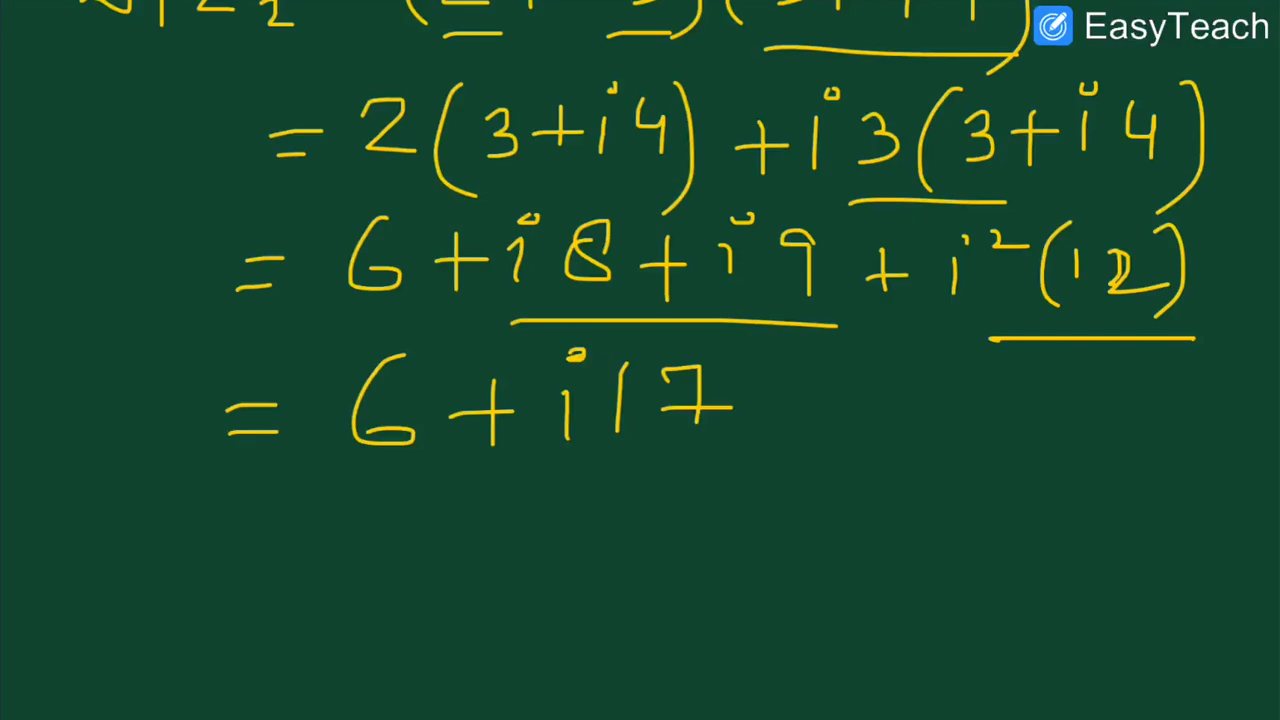 EasyTeach
= 2(3+i4) + i3(3+i4)
= 6+i8+i9 + i²(12)
= 6+i17